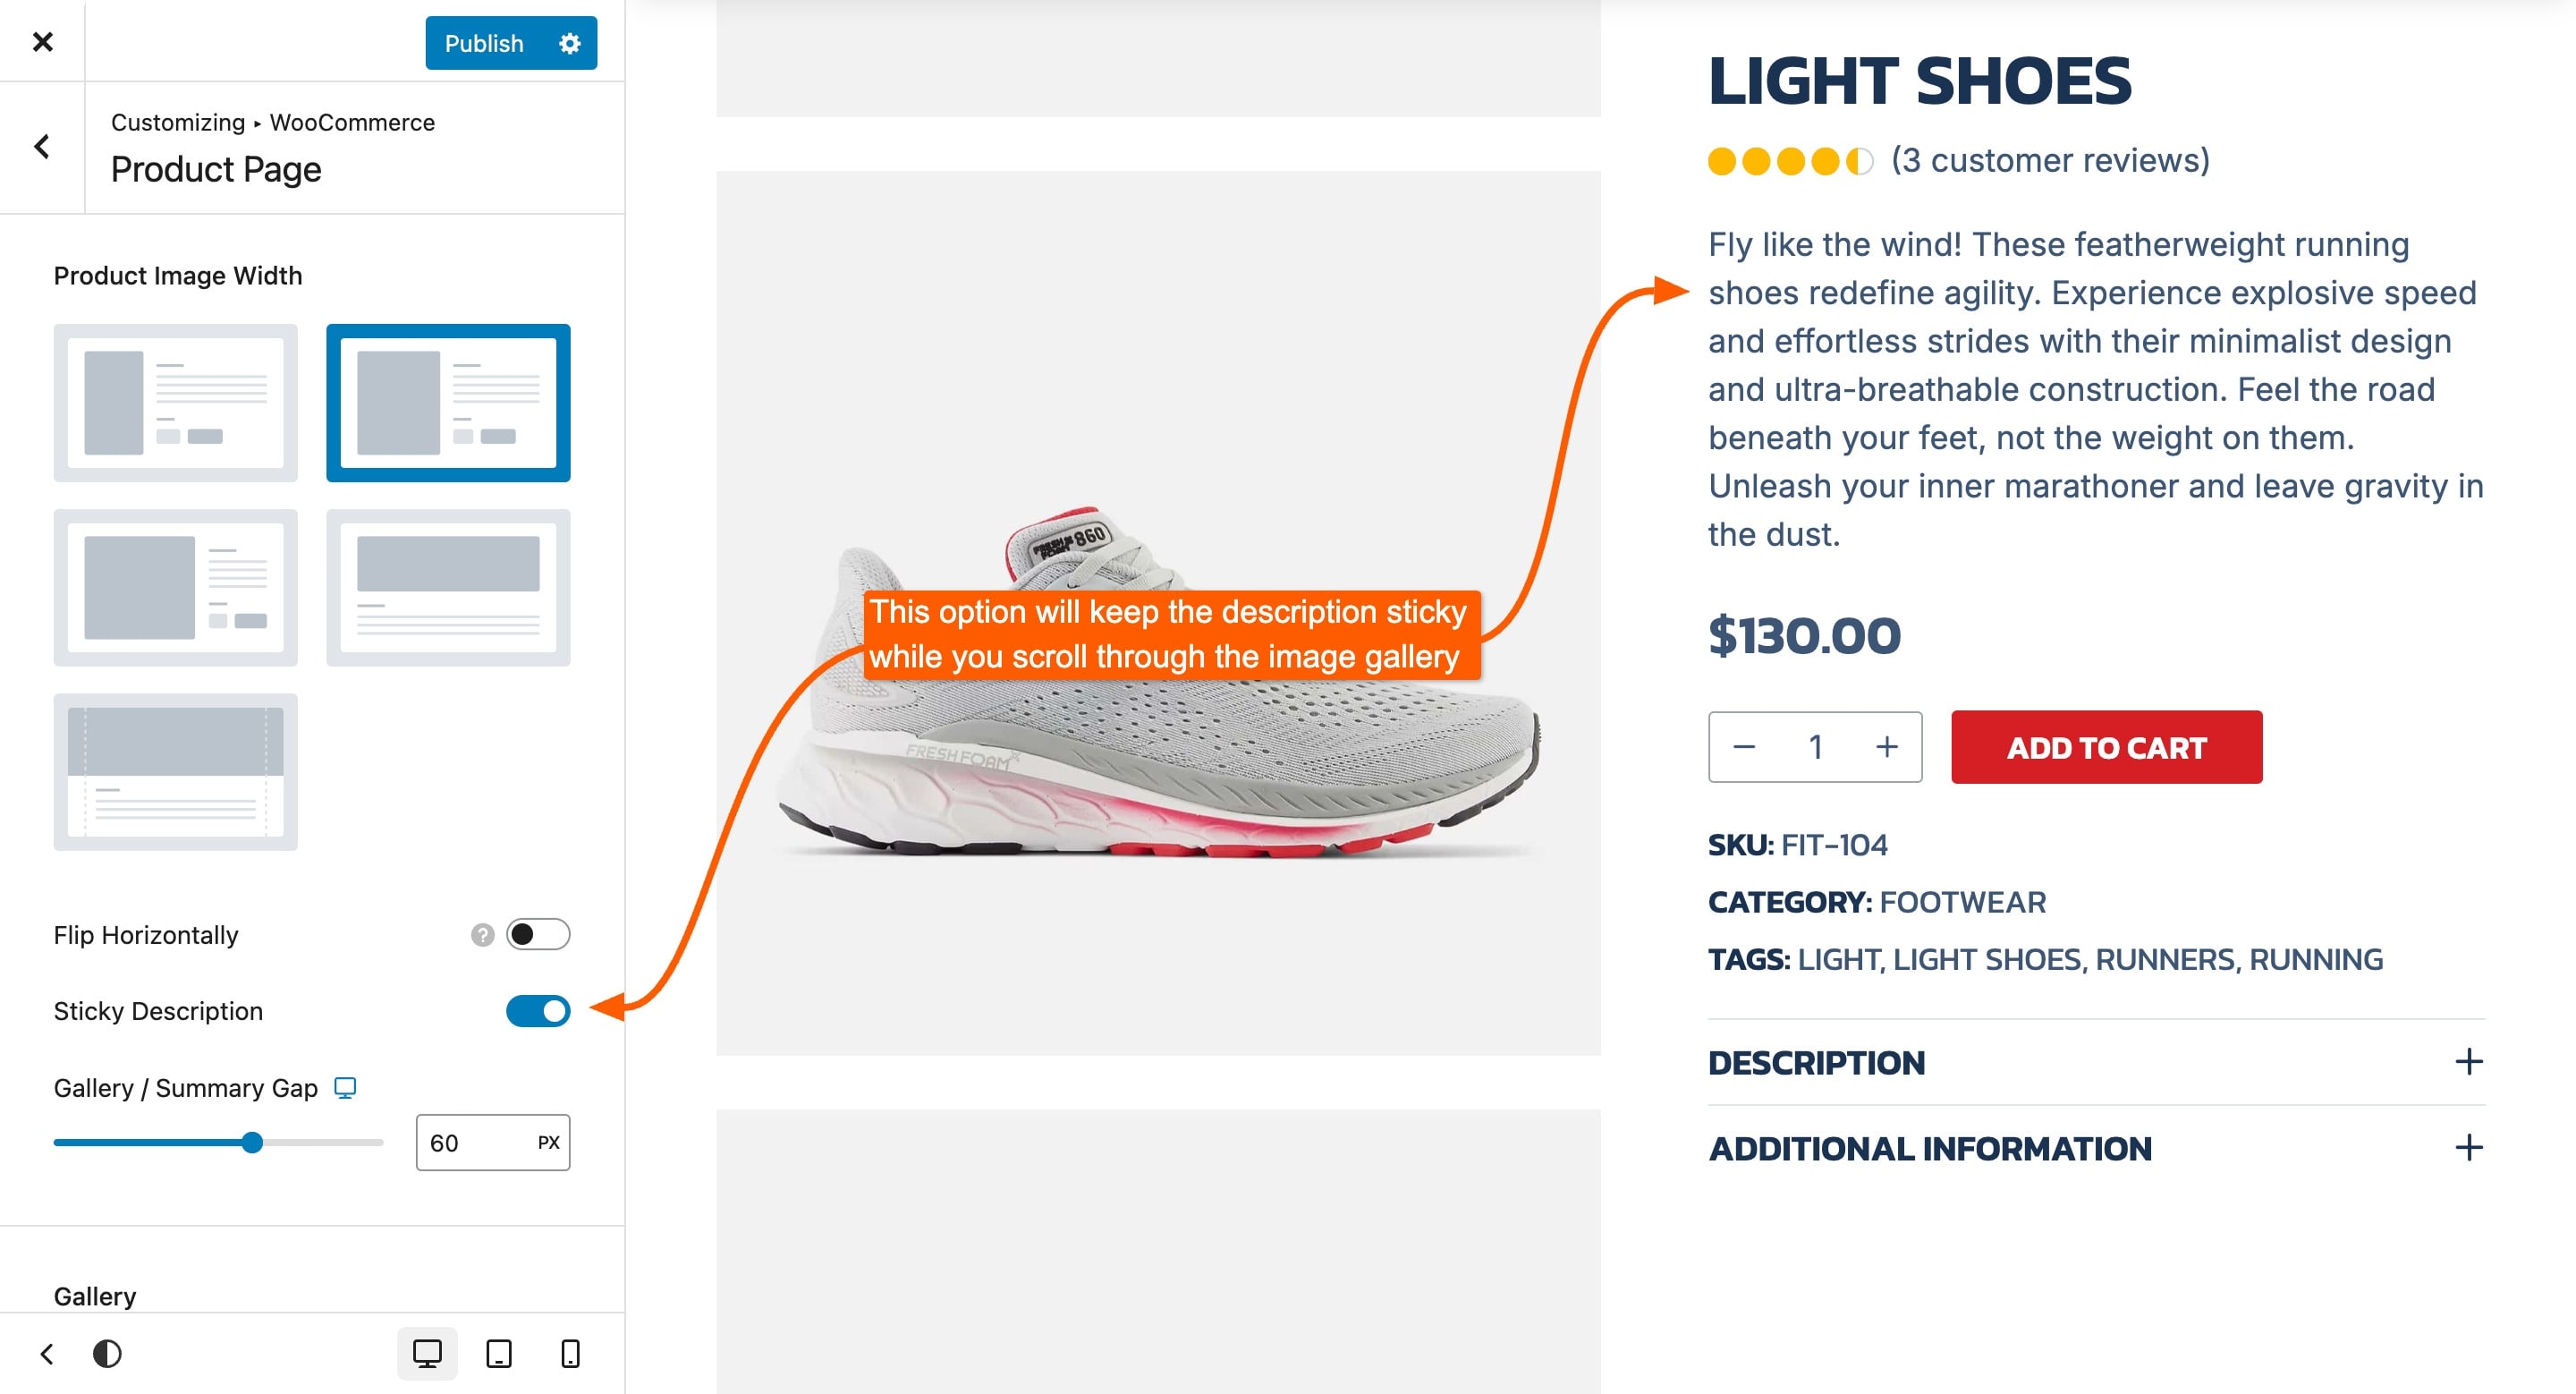 Publish
Customizing ▸ WooCommerce
Product Page
Product Image Width
Flip Horizontally
?
Sticky Description
Gallery / Summary Gap
60 PX
Gallery
FRESH FOAM 860
This option will keep the description sticky
while you scroll through the image gallery
FRESH FOAM X
LIGHT SHOES
(3 customer reviews)
Fly like the wind! These featherweight running
shoes redefine agility. Experience explosive speed
and effortless strides with their minimalist design
and ultra-breathable construction. Feel the road
beneath your feet, not the weight on them.
Unleash your inner marathoner and leave gravity in
the dust.
$130.00
− 1 +
ADD TO CART
SKU: FIT-104
CATEGORY: FOOTWEAR
TAGS: LIGHT, LIGHT SHOES, RUNNERS, RUNNING
DESCRIPTION +
ADDITIONAL INFORMATION +